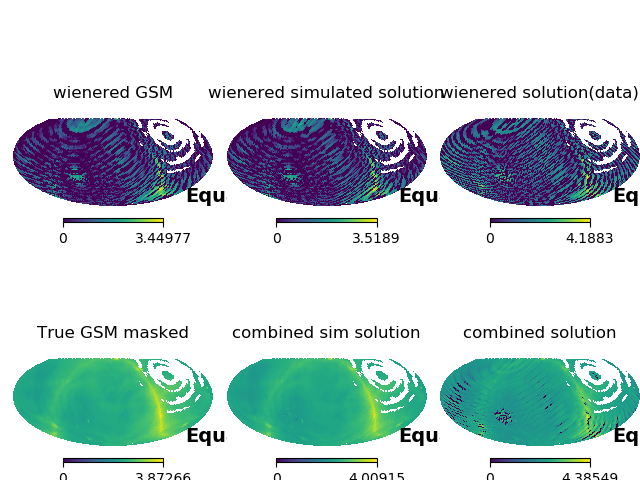 wienered GSM wienered simulated solution wienered solution(data)
Equ Equ Eq
0 3.44977 0 3.5189 0 4.1883
True GSM masked combined sim solution combined solution
Equ Equ Eq
0 3.87266 0 4.00915 0 4.38549